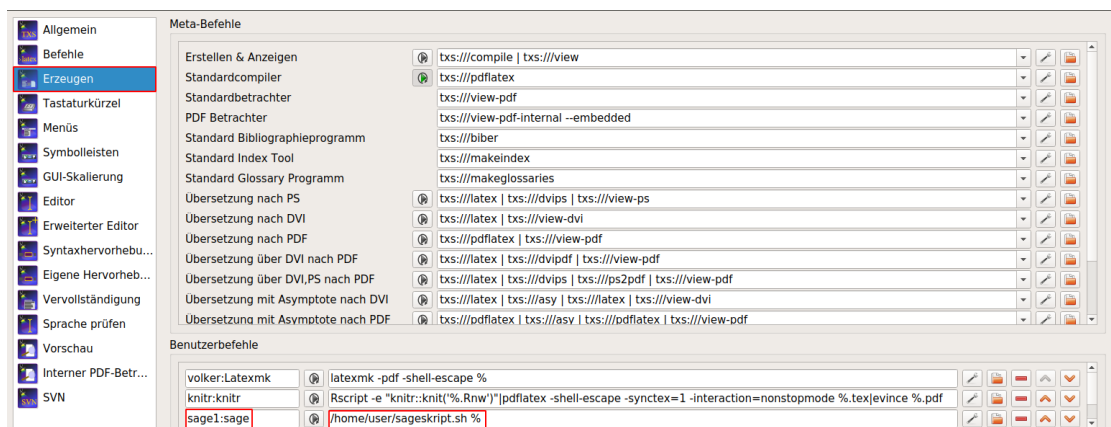 Meta-Befehle
Allgemein
Befehle
Erzeugen
Tastaturkürzel
Menüs
Symbolleisten
GUI-Skalierung
Editor
Erweiterter Editor
Syntaxhervorhebu...
Eigene Hervorheb...
Vervollständigung
Sprache prüfen
Vorschau
Interner PDF-Betr...
SVN
Erstellen & Anzeigen txs:///compile | txs:///view
Standardcompiler txs:///pdflatex
Standardbetrachter txs:///view-pdf
PDF Betrachter txs:///view-pdf-internal --embedded
Standard Bibliographieprogramm txs:///biber
Standard Index Tool txs:///makeindex
Standard Glossary Programm txs:///makeglossaries
Übersetzung nach PS txs:///latex | txs:///dvips | txs:///view-ps
Übersetzung nach DVI txs:///latex | txs:///view-dvi
Übersetzung nach PDF txs:///pdflatex | txs:///view-pdf
Übersetzung über DVI nach PDF txs:///latex | txs:///dvipdf | txs:///view-pdf
Übersetzung über DVI,PS nach PDF txs:///latex | txs:///dvips | txs:///ps2pdf | txs:///view-pdf
Übersetzung mit Asymptote nach DVI txs:///latex | txs:///asy | txs:///latex | txs:///view-dvi
Übersetzung mit Asymptote nach PDF txs:///pdflatex | txs:///asy | txs:///pdflatex | txs:///view-pdf
Benutzerbefehle
volker:Latexmk latexmk -pdf -shell-escape %
knitr:knitr Rscript -e "knitr::knit('%.Rnw')"|pdflatex -shell-escape -synctex=1 -interaction=nonstopmode %.tex|evince %.pdf
sage1:sage /home/user/sageskript.sh %